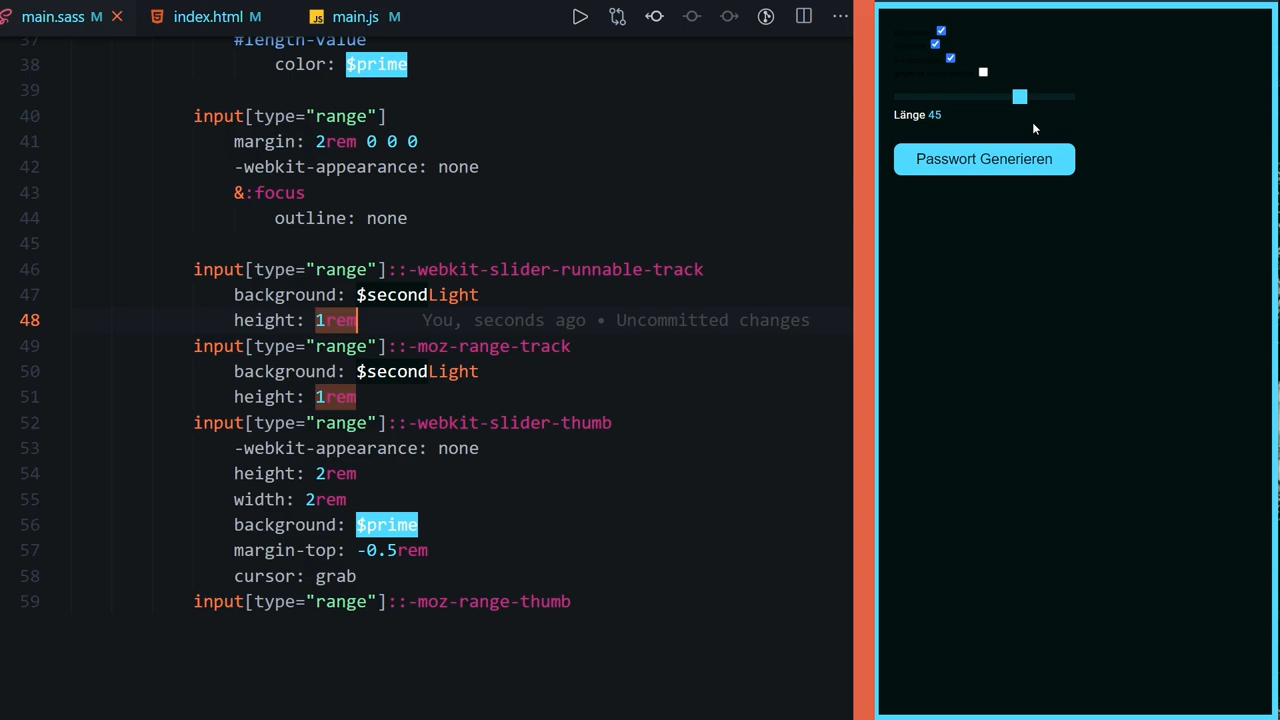 main.sass M
index.html M
JS main.js M
37 #length-value
38 color: $prime
39
40 input[type="range"]
41 margin: 2rem 0 0 0
42 -webkit-appearance: none
43 &:focus
44 outline: none
45
46 input[type="range"]::-webkit-slider-runnable-track
47 background: $secondLight
48 height: 1rem You, seconds ago • Uncommitted changes
49 input[type="range"]::-moz-range-track
50 background: $secondLight
51 height: 1rem
52 input[type="range"]::-webkit-slider-thumb
53 -webkit-appearance: none
54 height: 2rem
55 width: 2rem
56 background: $prime
57 margin-top: -0.5rem
58 cursor: grab
59 input[type="range"]::-moz-range-thumb
Länge 45
Passwort Generieren